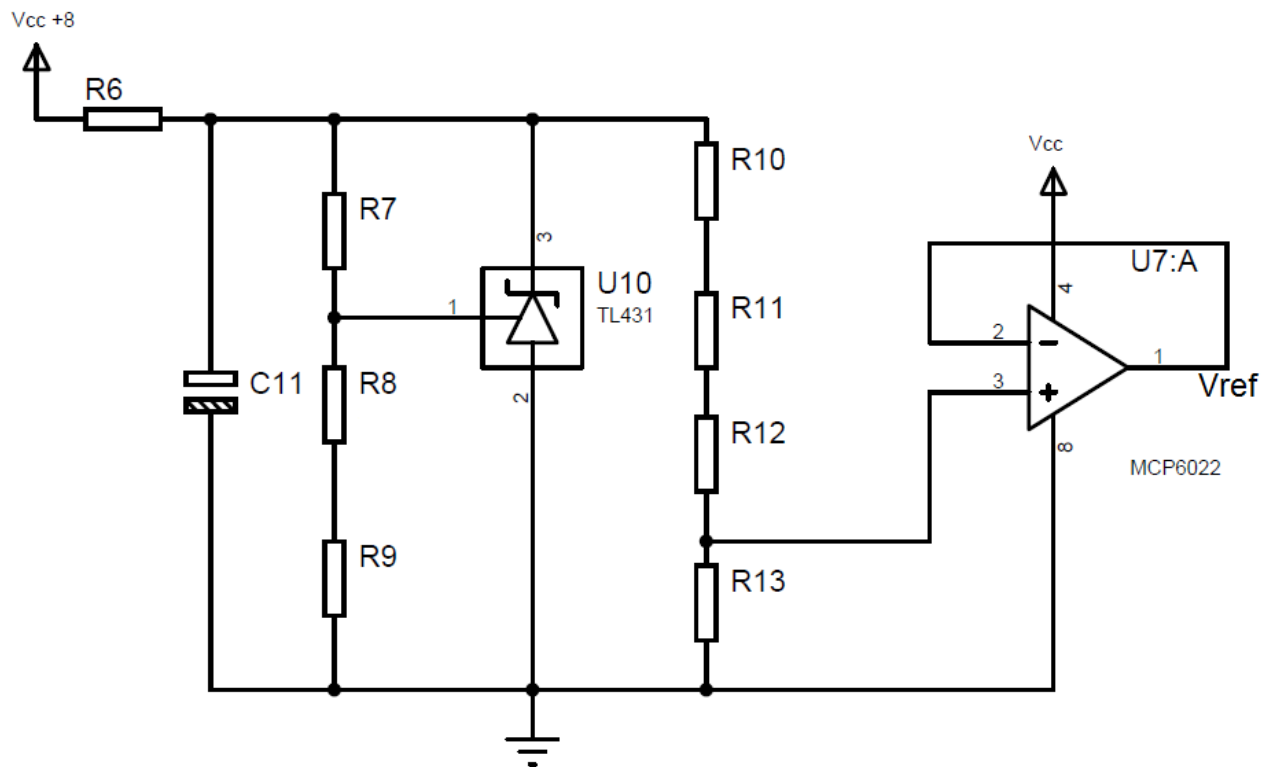 Vcc +8
R6
R7
R8
R9
C11
1
3
2
U10
TL431
R10
R11
R12
R13
Vcc
U7:A
4
2
3
1
8
Vref
MCP6022